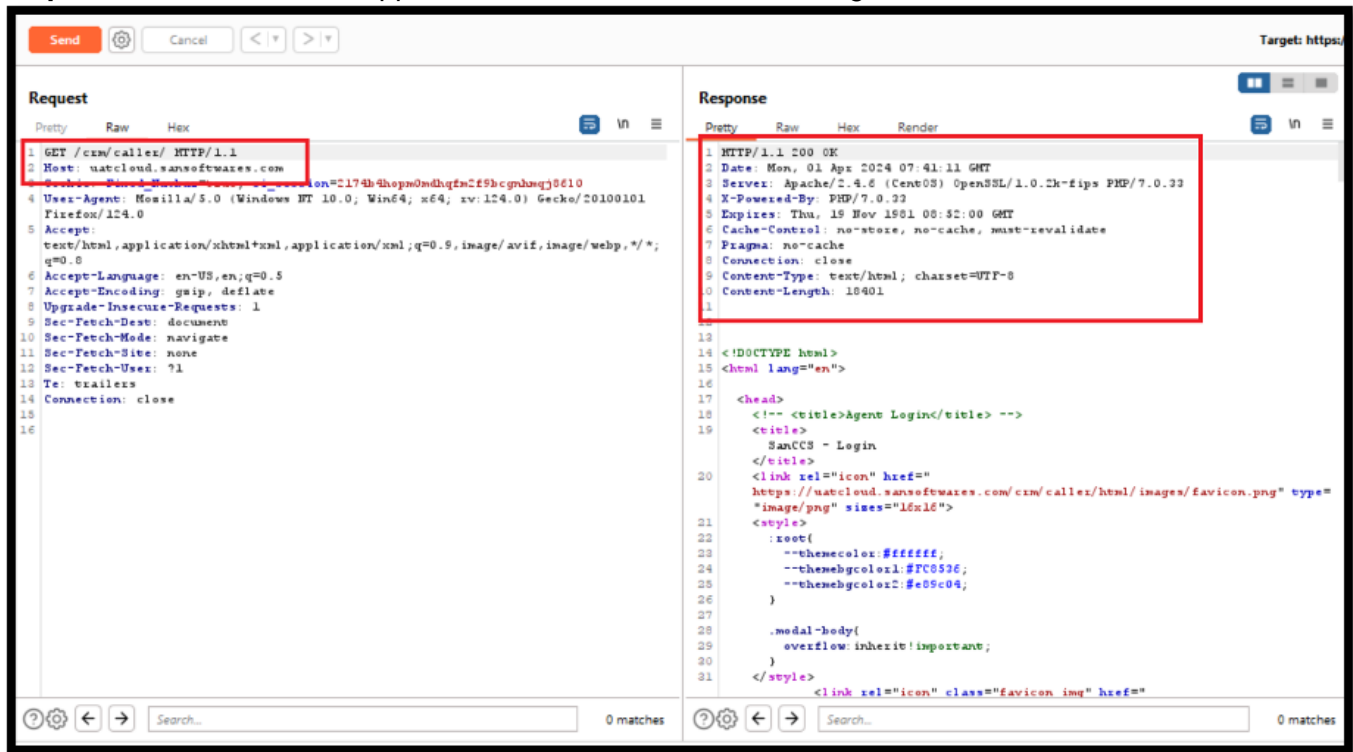 Send
Cancel
< | ▾
> | ▾
Target: https:/
Request
Pretty Raw Hex
\n
1 GET /crm/caller/ HTTP/1.1
2 Host: uatcloud.sansoftwares.com
=2174b4hopm0mdhqfm2f9bcgnhmqj8610
4 User-Agent: Mozilla/5.0 (Windows NT 10.0; Win64; x64; rv:124.0) Gecko/20100101
Firefox/124.0
5 Accept:
text/html,application/xhtml+xml,application/xml;q=0.9,image/avif,image/webp,*/*;
q=0.8
6 Accept-Language: en-US,en;q=0.5
7 Accept-Encoding: gzip, deflate
8 Upgrade-Insecure-Requests: 1
9 Sec-Fetch-Dest: document
10 Sec-Fetch-Mode: navigate
11 Sec-Fetch-Site: none
12 Sec-Fetch-User: ?1
13 Te: trailers
14 Connection: close
15
16
Search...
0 matches
Response
Pretty Raw Hex Render
\n
1 HTTP/1.1 200 OK
2 Date: Mon, 01 Apr 2024 07:41:11 GMT
3 Server: Apache/2.4.6 (CentOS) OpenSSL/1.0.2k-fips PHP/7.0.33
4 X-Powered-By: PHP/7.0.33
5 Expires: Thu, 19 Nov 1981 08:52:00 GMT
6 Cache-Control: no-store, no-cache, must-revalidate
7 Pragma: no-cache
8 Connection: close
9 Content-Type: text/html; charset=UTF-8
10 Content-Length: 18401
11
12
13
14 <!DOCTYPE html>
15 <html lang="en">
16
17 <head>
18 <!-- <title>Agent Login</title> -->
19 <title>
SanCCS - Login
</title>
20 <link rel="icon" href="
https://uatcloud.sansoftwares.com/crm/caller/html/images/favicon.png" type=
"image/png" sizes="16x16">
21 <style>
22 :root{
23 --themecolor:#ffffff;
24 --themebgcolor1:#FC8536;
25 --themebgcolor2:#e89c04;
26 }
27
28 .modal-body{
29 overflow:inherit!important;
30 }
31 </style>
<link rel="icon" class="favicon_img" href="
Search...
0 matches